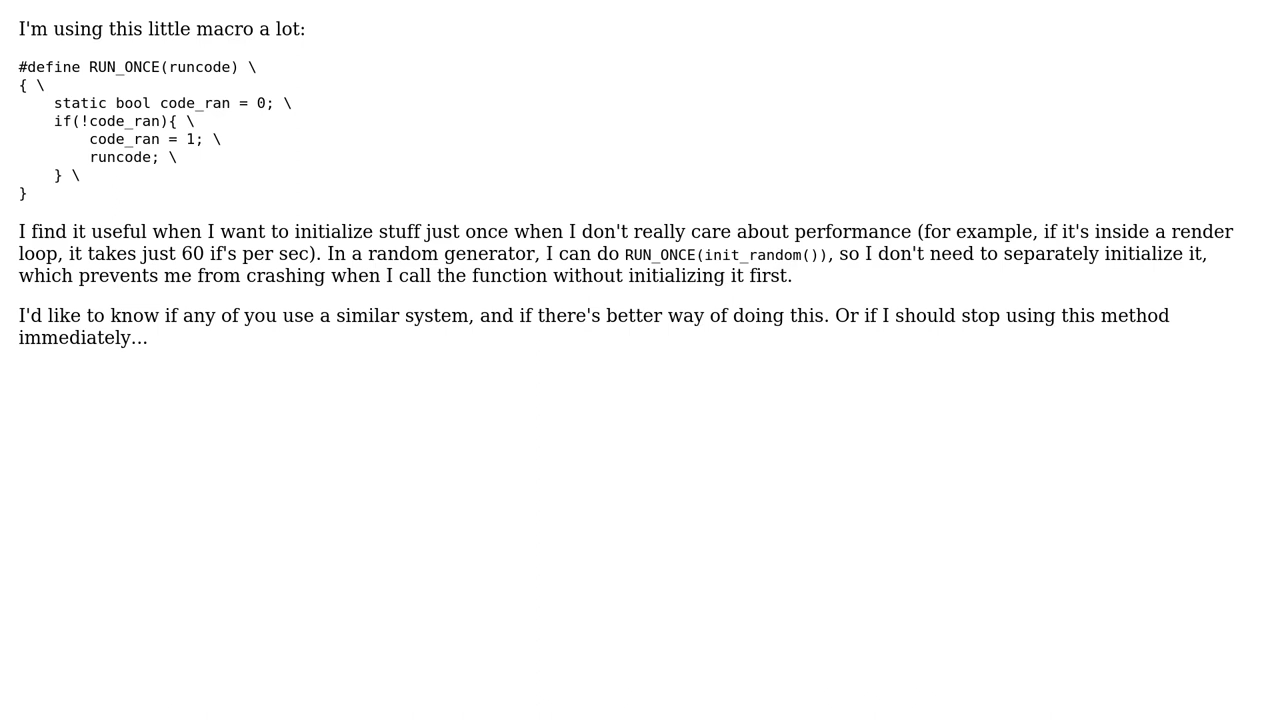 I'm using this little macro a lot:
#define RUN_ONCE(runcode) \
{ \
    static bool code_ran = 0; \
    if(!code_ran){ \
        code_ran = 1; \
        runcode; \
    } \
}
I find it useful when I want to initialize stuff just once when I don't really care about performance (for example, if it's inside a render
loop, it takes just 60 if's per sec). In a random generator, I can do RUN_ONCE(init_random()), so I don't need to separately initialize it,
which prevents me from crashing when I call the function without initializing it first.
I'd like to know if any of you use a similar system, and if there's better way of doing this. Or if I should stop using this method
immediately...